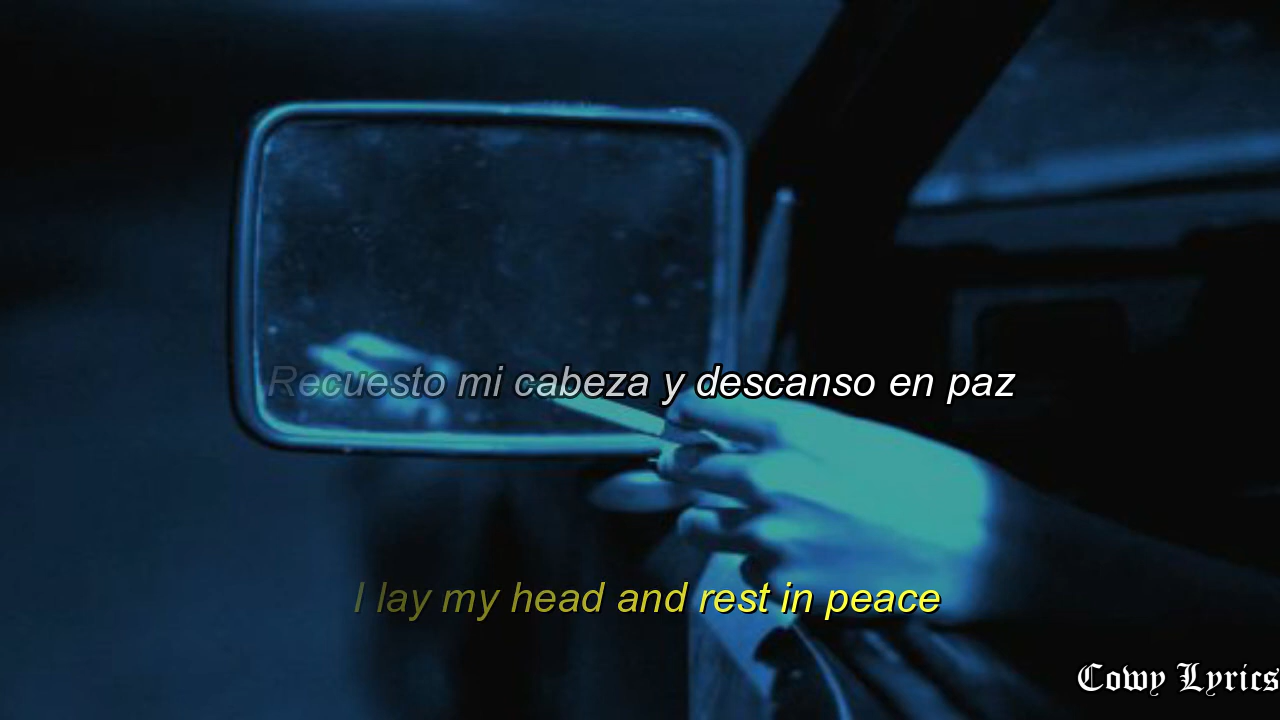 Recuesto mi cabeza y descanso en paz
I lay my head and rest in peace
Cowy Lyrics